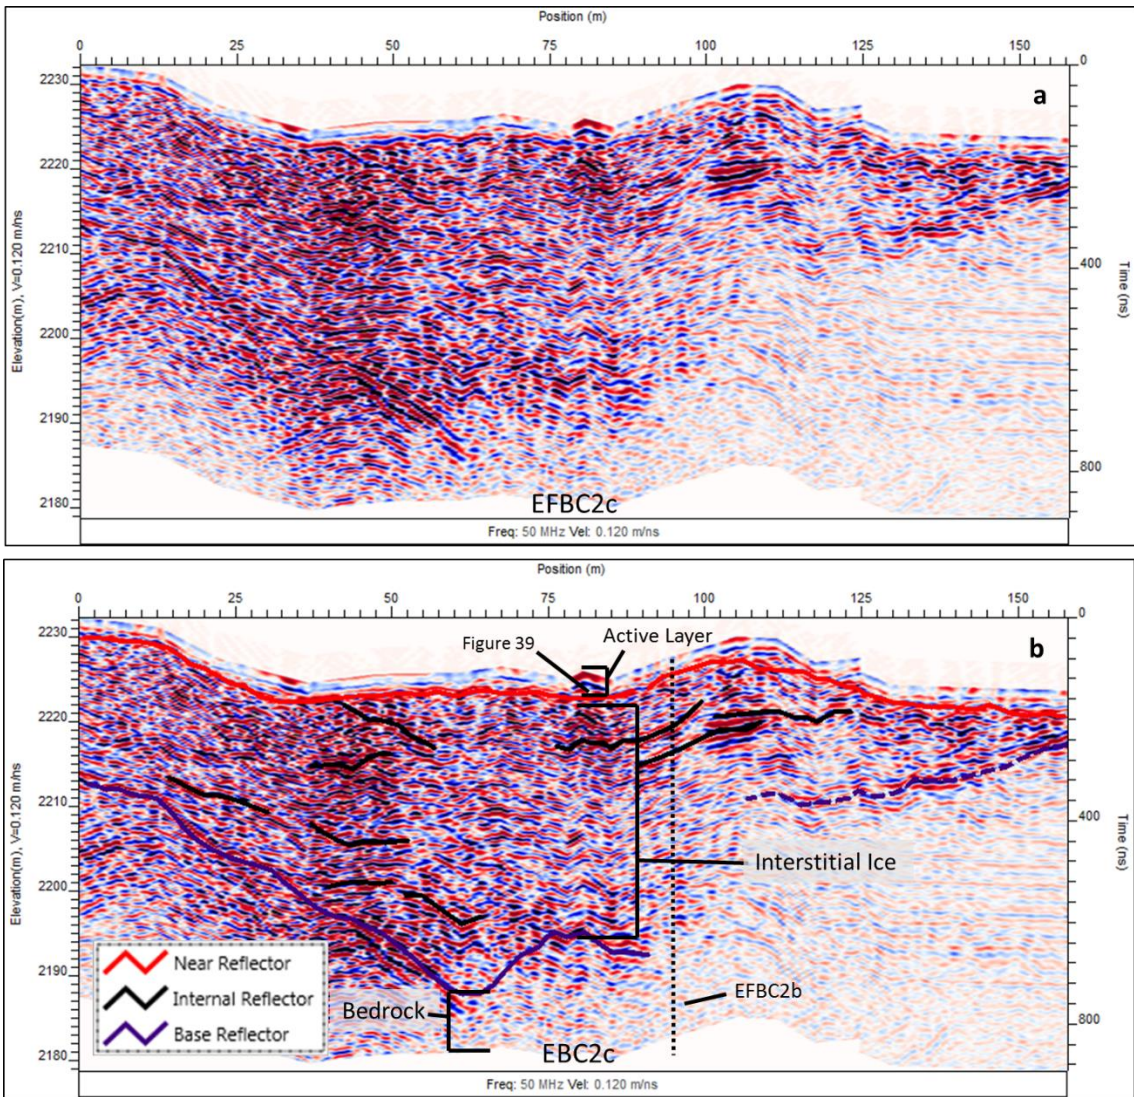 Position (m)
0 25 50 75 100 125 150
a
2230
2220
2210
2200
2190
2180
Elevation(m), V=0.120 m/ns
0
400
800
Time (ns)
EFBC2c
Freq: 50 MHz Vel: 0.120 m/ns
Position (m)
0 25 50 75 100 125 150
b
Figure 39
Active Layer
2230
2220
2210
2200
2190
2180
Elevation(m), V=0.120 m/ns
0
400
800
Time (ns)
Interstitial Ice
Near Reflector
Internal Reflector
Base Reflector
Bedrock
EFBC2b
EBC2c
Freq: 50 MHz Vel: 0.120 m/ns